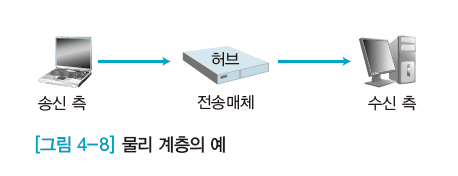 허브
송신 측 전송매체 수신 측
[그림 4-8] 물리 계층의 예